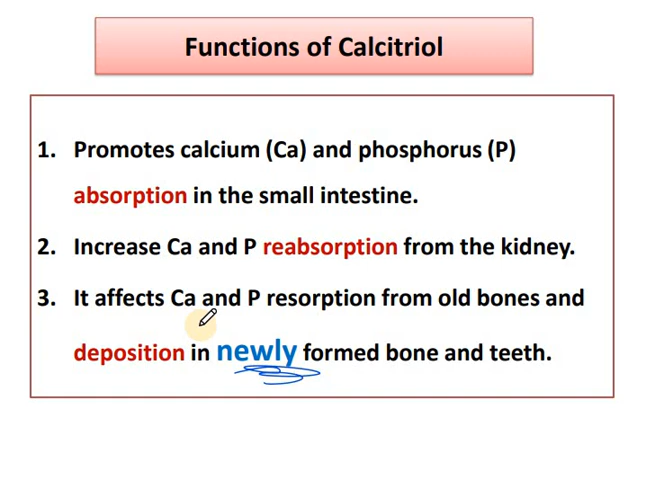 Functions of Calcitriol
1. Promotes calcium (Ca) and phosphorus (P)
absorption in the small intestine.
2. Increase Ca and P reabsorption from the kidney.
3. It affects Ca and P resorption from old bones and
deposition in newly formed bone and teeth.